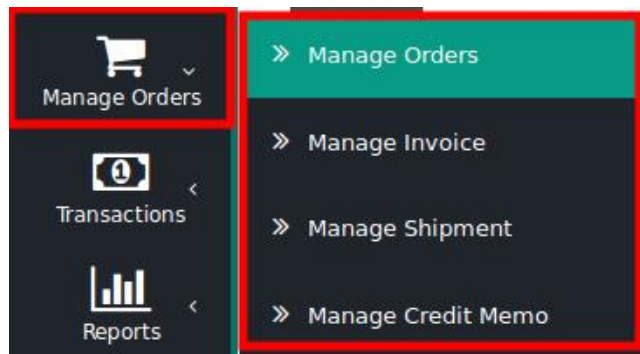 Manage Orders
Transactions
Reports
» Manage Orders
» Manage Invoice
» Manage Shipment
» Manage Credit Memo